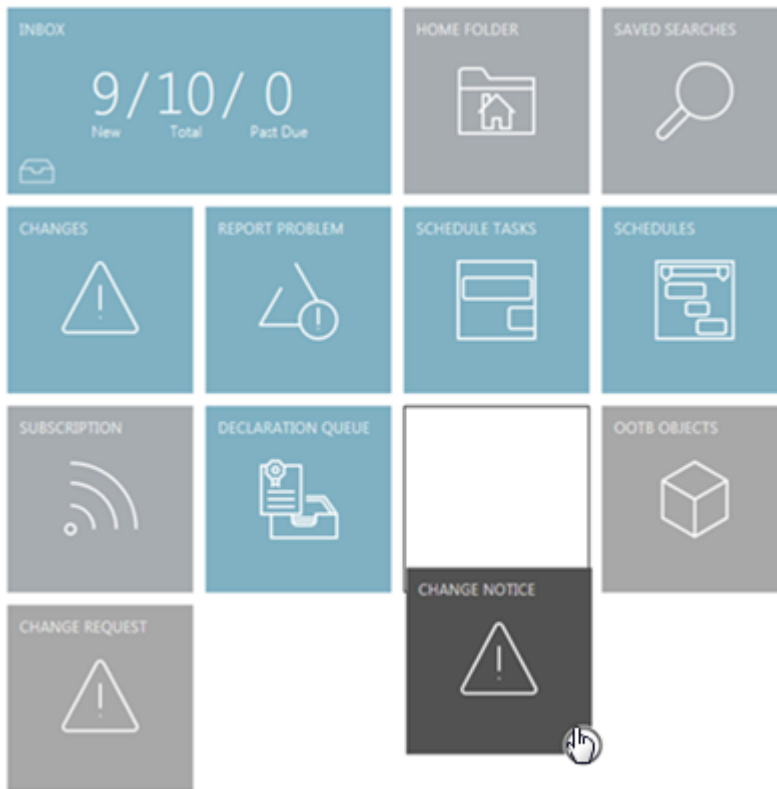 INBOX
HOME FOLDER
SAVED SEARCHES
9/10/0
New Total Past Due
CHANGES
REPORT PROBLEM
SCHEDULE TASKS
SCHEDULES
SUBSCRIPTION
DECLARATION QUEUE
OOTB OBJECTS
CHANGE NOTICE
CHANGE REQUEST